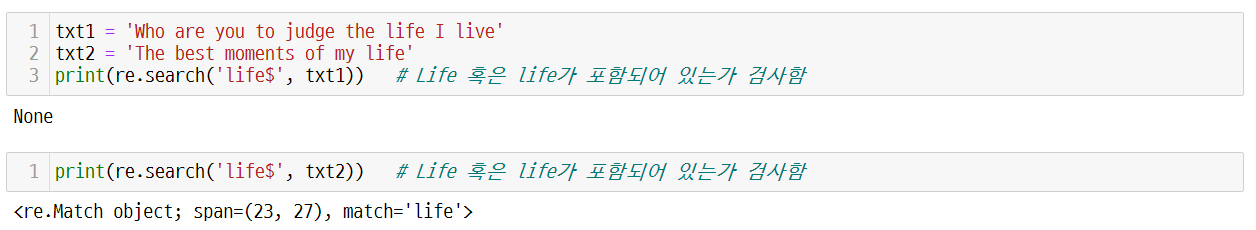 1 txt1 = 'Who are you to judge the life I live'
2 txt2 = 'The best moments of my life'
3 print(re.search('life$', txt1))   # Life 혹은 life가 포함되어 있는가 검사함
None
1 print(re.search('life$', txt2))   # Life 혹은 life가 포함되어 있는가 검사함
<re.Match object; span=(23, 27), match='life'>